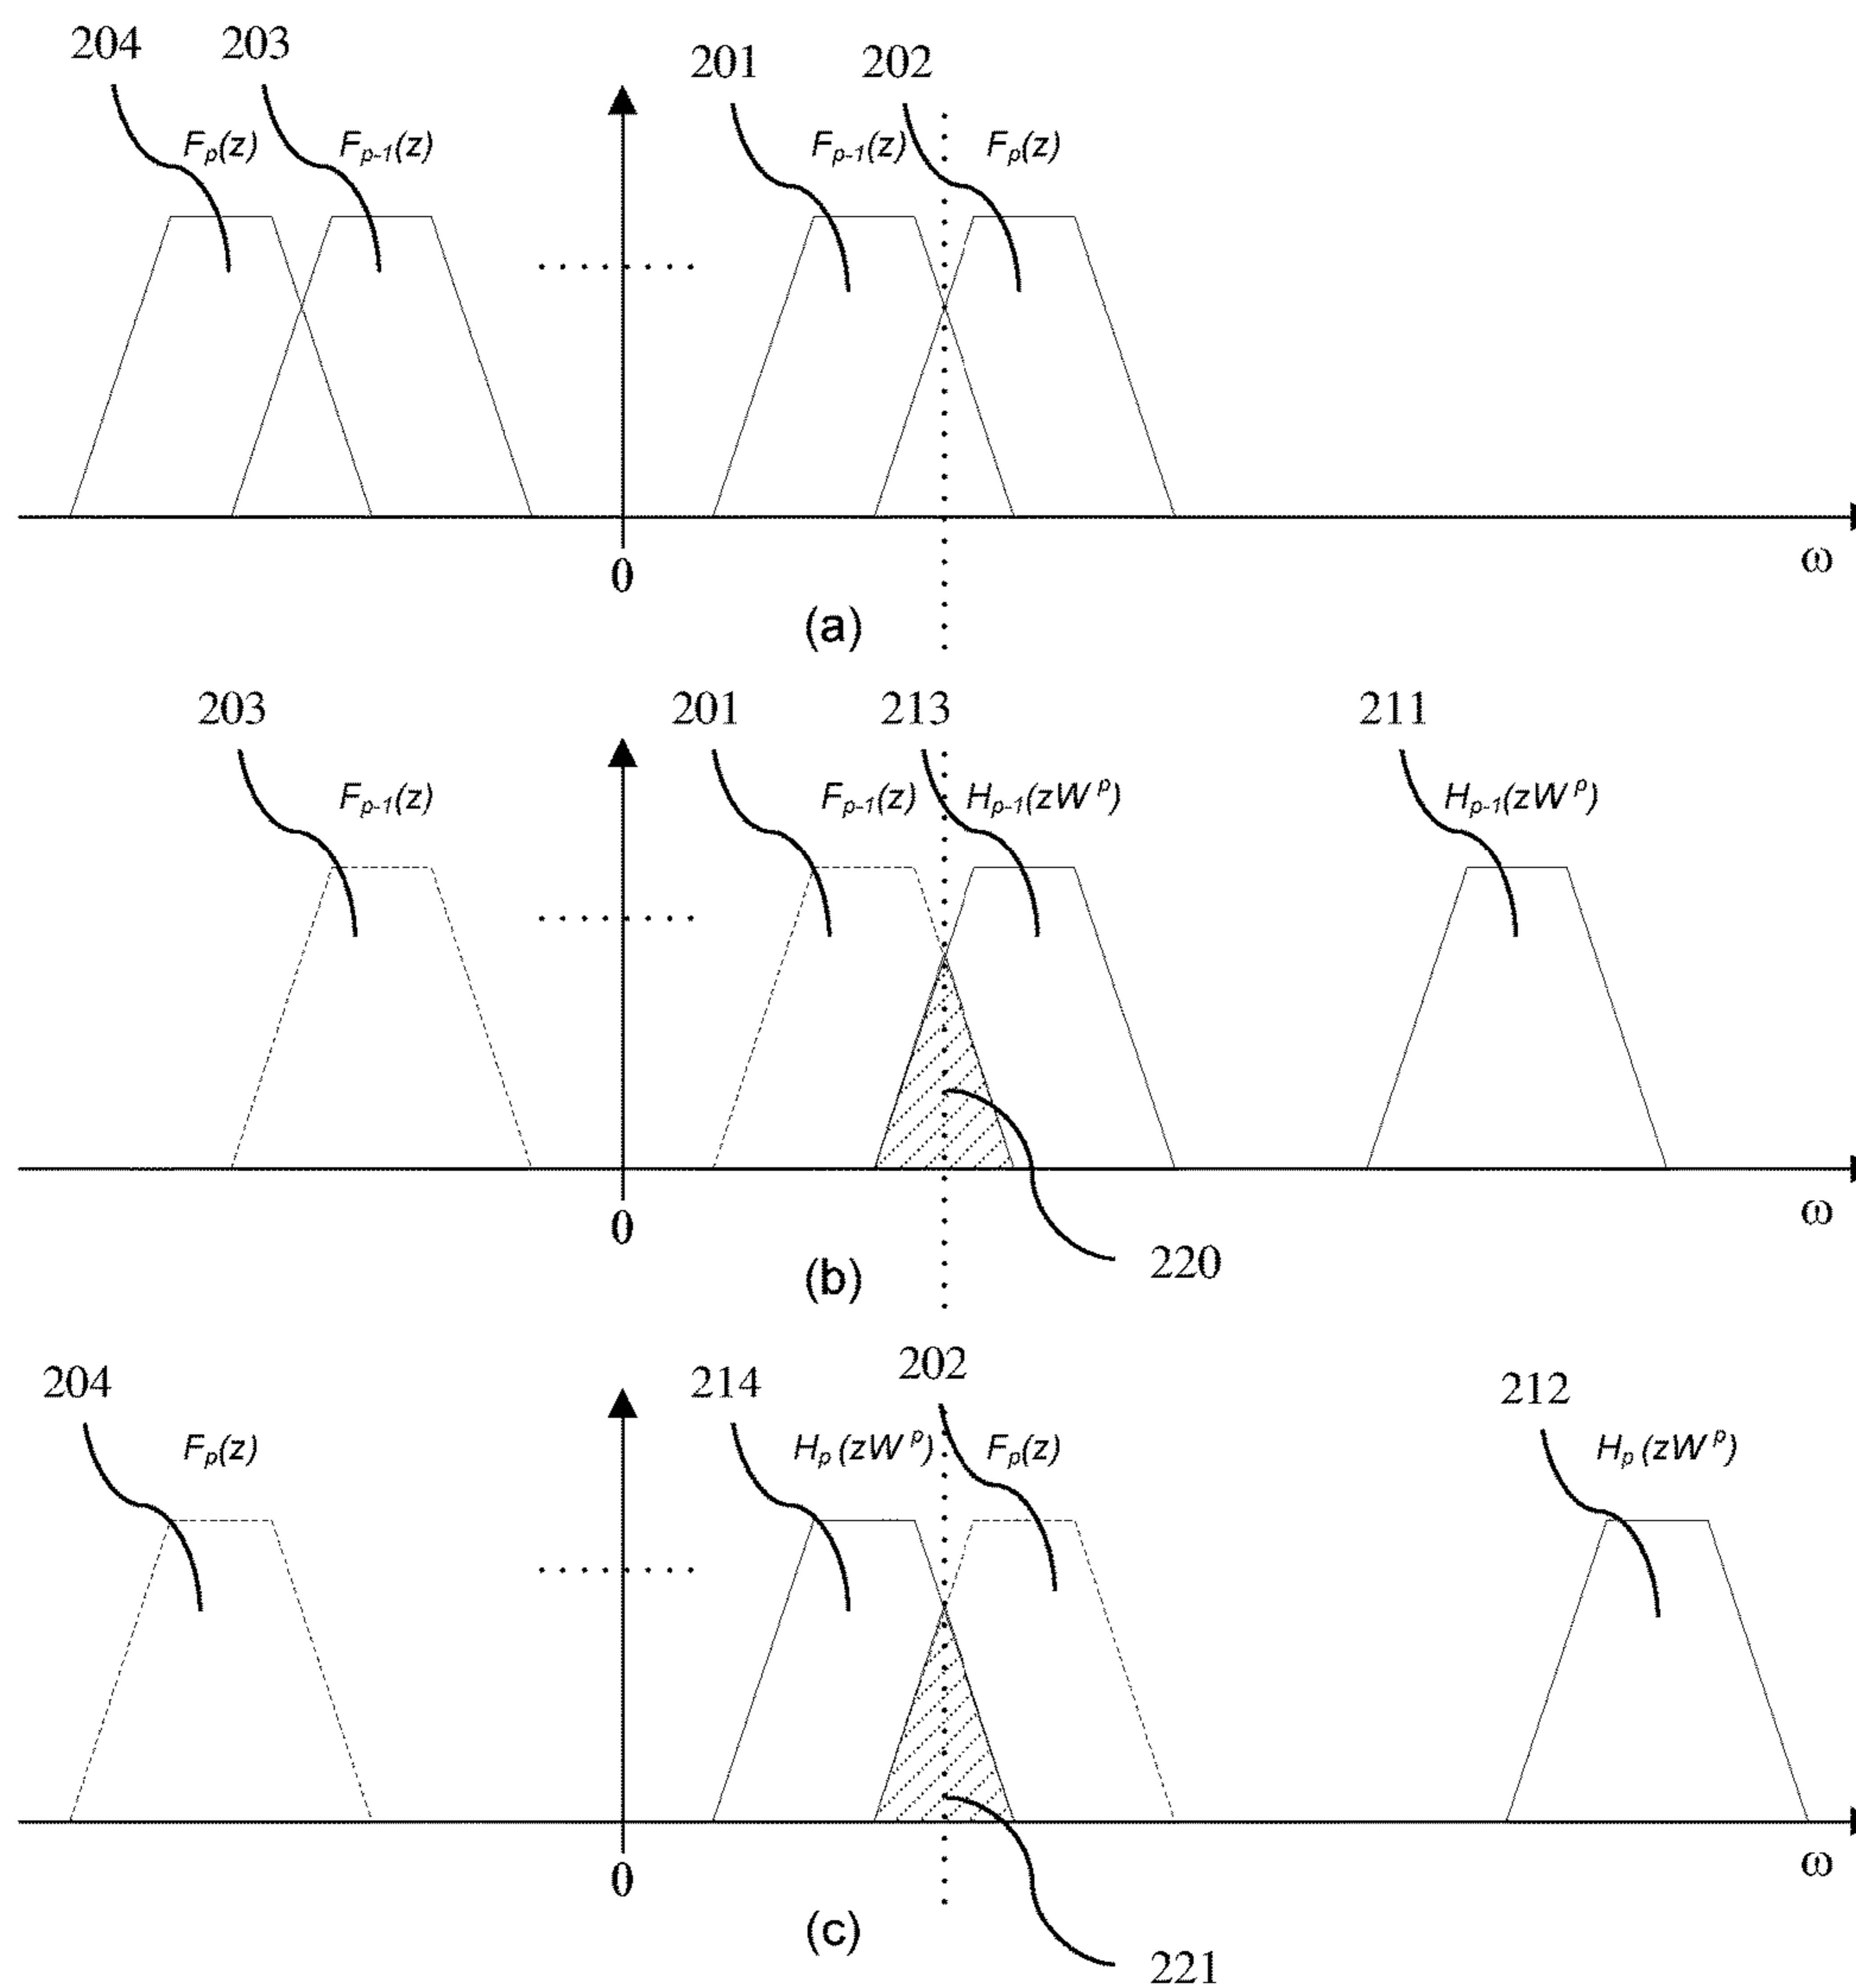 204 203 201 202
Fp(z) Fp-1(z) Fp-1(z) Fp(z)
0 ω
(a)
203 201 213 211
Fp-1(z) Fp-1(z) Hp-1(zW p) Hp-1(zW p)
0 ω
220
(b)
204 214 202 212
Fp(z) Hp (zW p) Fp(z) Hp (zW p)
0 ω
(c)
221